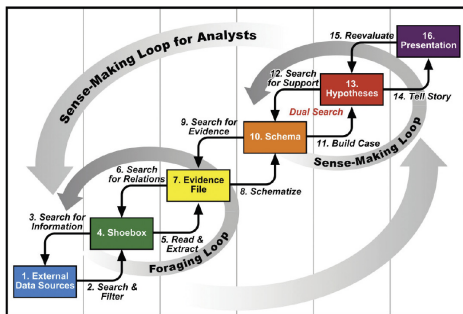 Sense-Making Loop for Analysts
15. Reevaluate
16.
Presentation
12. Search
for Support
13.
Hypotheses
14. Tell Story
Dual Search
9. Search for
Evidence
10. Schema
11. Build Case
Sense-Making Loop
6. Search
for Relations
7. Evidence
File
8. Schematize
3. Search for
Information
4. Shoebox
5. Read &
Extract
Foraging Loop
1. External
Data Sources
2. Search &
Filter